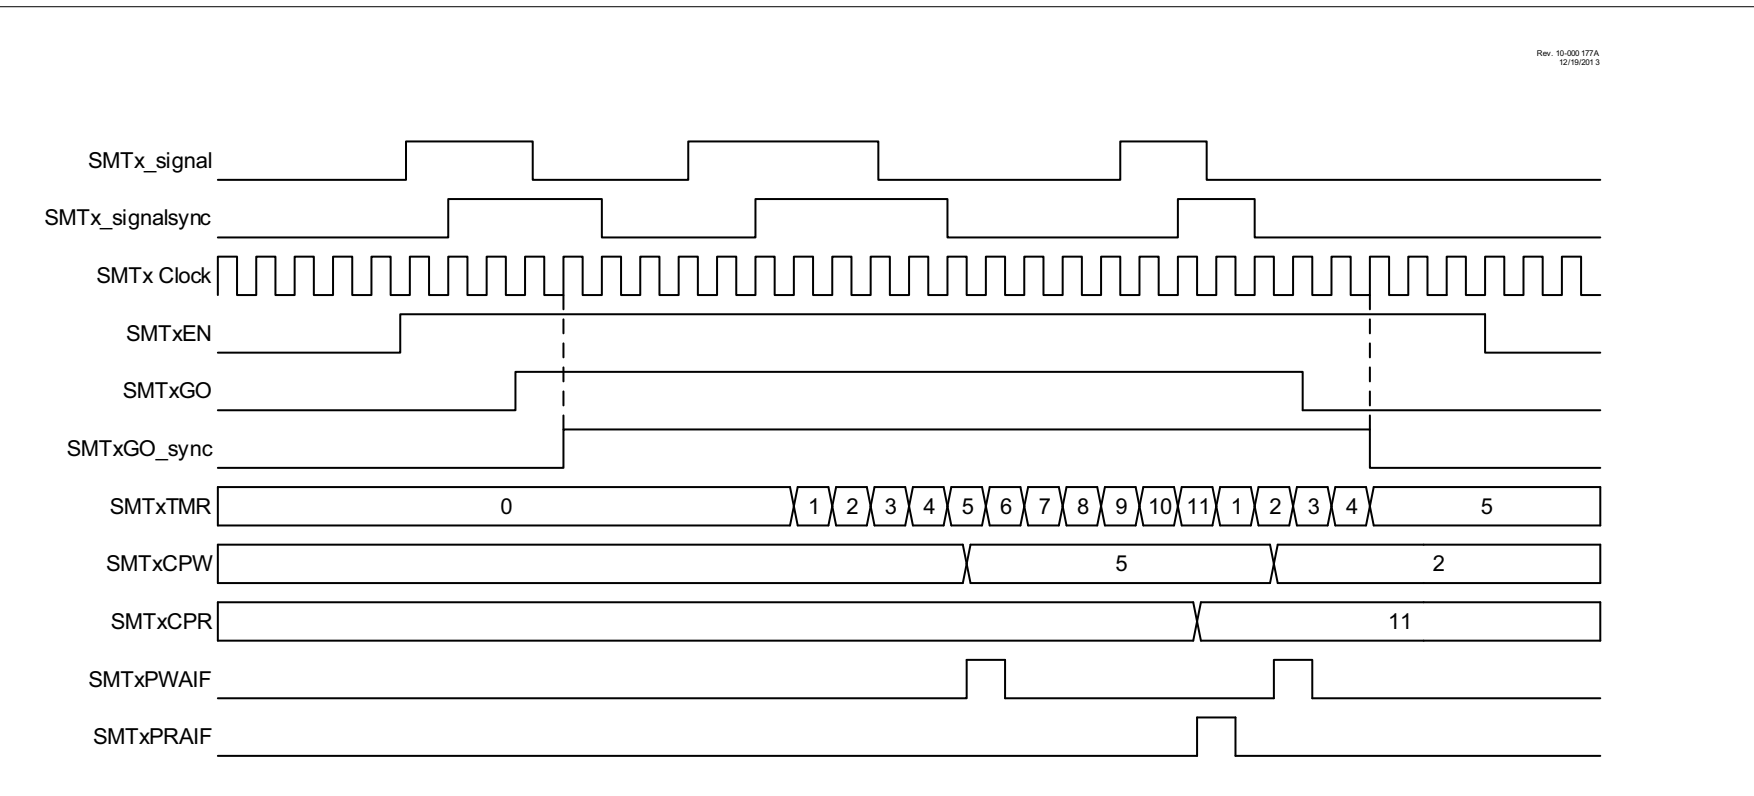 Rev. 10-000 177A
12/19/201 3
SMTx_signal
SMTx_signalsync
SMTx Clock
SMTxEN
SMTxGO
SMTxGO_sync
SMTxTMR 0 1 2 3 4 5 6 7 8 9 10 11 1 2 3 4 5
SMTxCPW 5 2
SMTxCPR 11
SMTxPWAIF
SMTxPRAIF